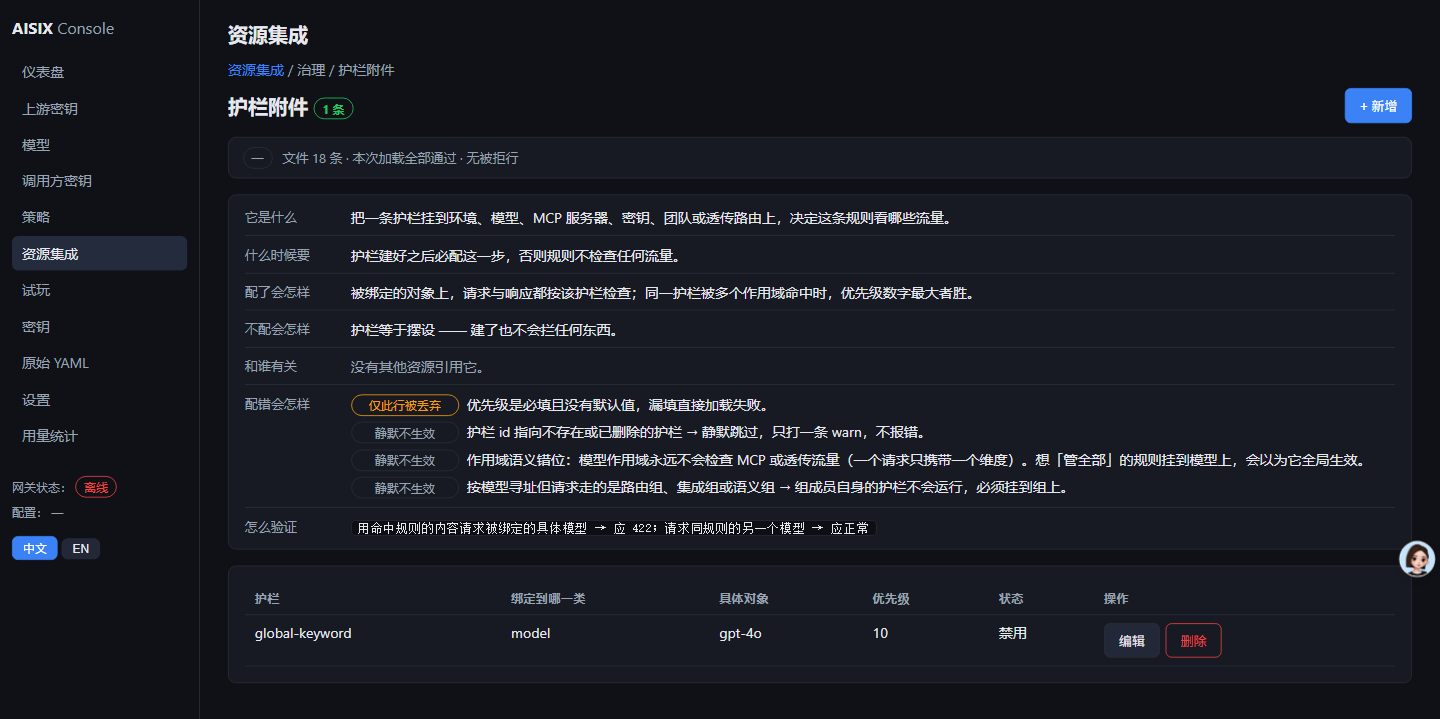 AISIX Console
仪表盘
上游密钥
模型
调用方密钥
策略
资源集成
试玩
密钥
原始 YAML
设置
用量统计
网关状态： 离线
配置： —
中文 EN
资源集成
资源集成 / 治理 / 护栏附件
护栏附件 1 条
+ 新增
— 文件 18 条 · 本次加载全部通过 · 无被拒行
它是什么 把一条护栏挂到环境、模型、MCP 服务器、密钥、团队或透传路由上，决定这条规则看哪些流量。
什么时候要 护栏建好之后必配这一步，否则规则不检查任何流量。
配了会怎样 被绑定的对象上，请求与响应都按该护栏检查；同一护栏被多个作用域命中时，优先级数字最大者胜。
不配会怎样 护栏等于摆设 —— 建了也不会拦任何东西。
和谁有关 没有其他资源引用它。
配错会怎样 仅此行被丢弃 优先级是必填且没有默认值，漏填直接加载失败。
静默不生效 护栏 id 指向不存在或已删除的护栏 → 静默跳过，只打一条 warn，不报错。
静默不生效 作用域语义错位：模型作用域永远不会检查 MCP 或透传流量（一个请求只携带一个维度）。想「管全部」的规则挂到模型上，会以为它全局生效。
静默不生效 按模型寻址但请求走的是路由组、集成组或语义组 → 组成员自身的护栏不会运行，必须挂到组上。
怎么验证 用命中规则的内容请求被绑定的具体模型 → 应 422；请求同规则的另一个模型 → 应正常
护栏 绑定到哪一类 具体对象 优先级 状态 操作
global-keyword model gpt-4o 10 禁用 编辑 删除